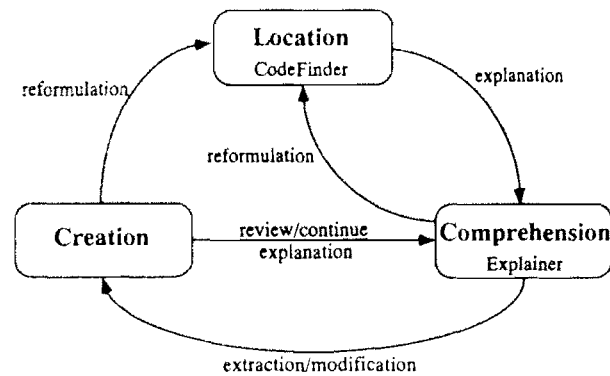 Location
CodeFinder
reformulation
explanation
reformulation
Creation
review/continue
explanation
Comprehension
Explainer
extraction/modification